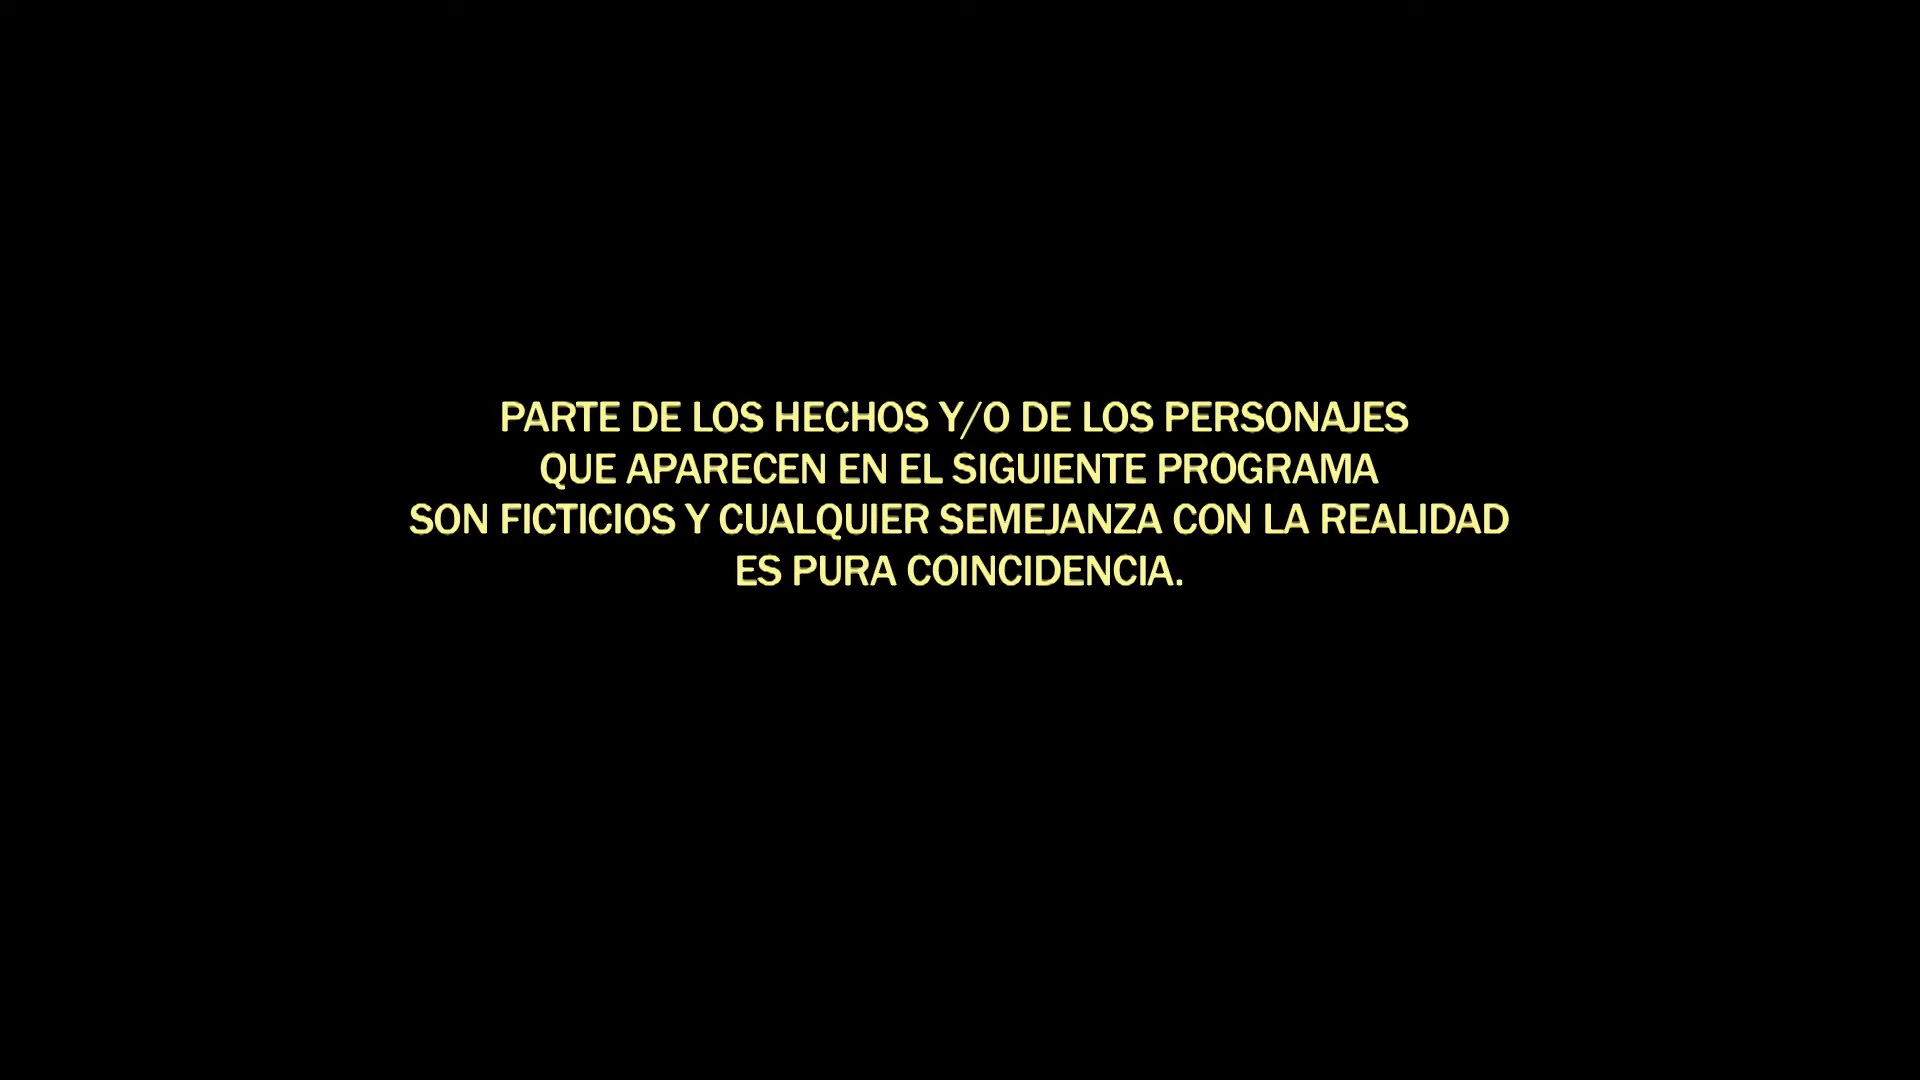 PARTE DE LOS HECHOS Y/O DE LOS PERSONAJES
QUE APARECEN EN EL SIGUIENTE PROGRAMA
SON FICTICIOS Y CUALQUIER SEMEJANZA CON LA REALIDAD
ES PURA COINCIDENCIA.